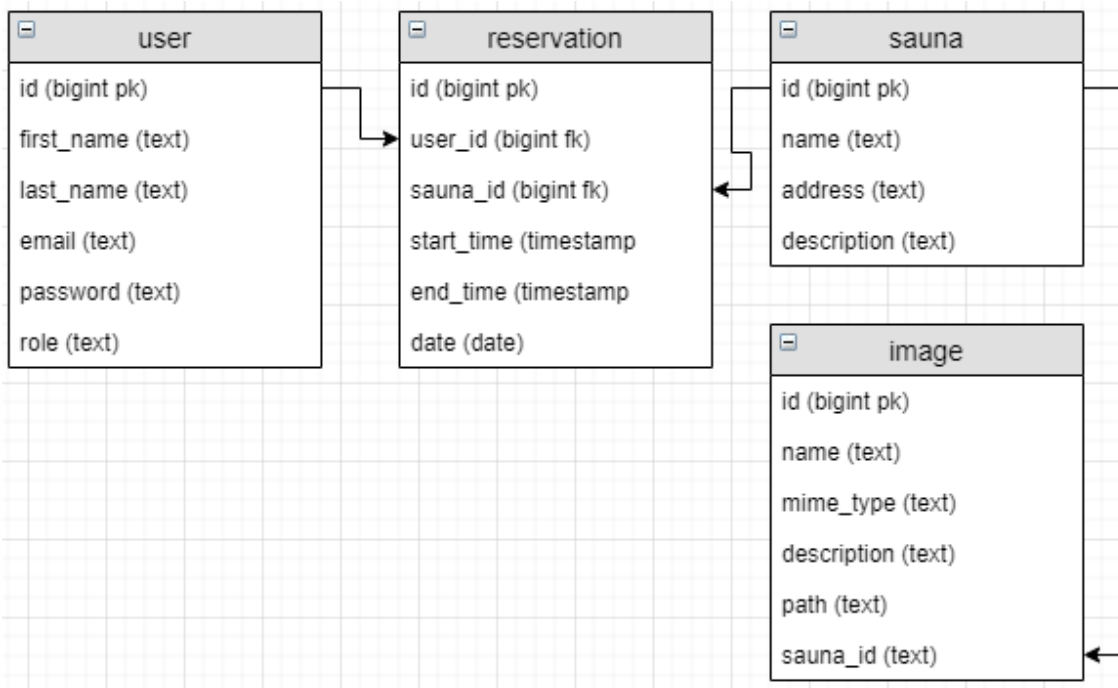 user
id (bigint pk)
first_name (text)
last_name (text)
email (text)
password (text)
role (text)
reservation
id (bigint pk)
user_id (bigint fk)
sauna_id (bigint fk)
start_time (timestamp
end_time (timestamp
date (date)
sauna
id (bigint pk)
name (text)
address (text)
description (text)
image
id (bigint pk)
name (text)
mime_type (text)
description (text)
path (text)
sauna_id (text)